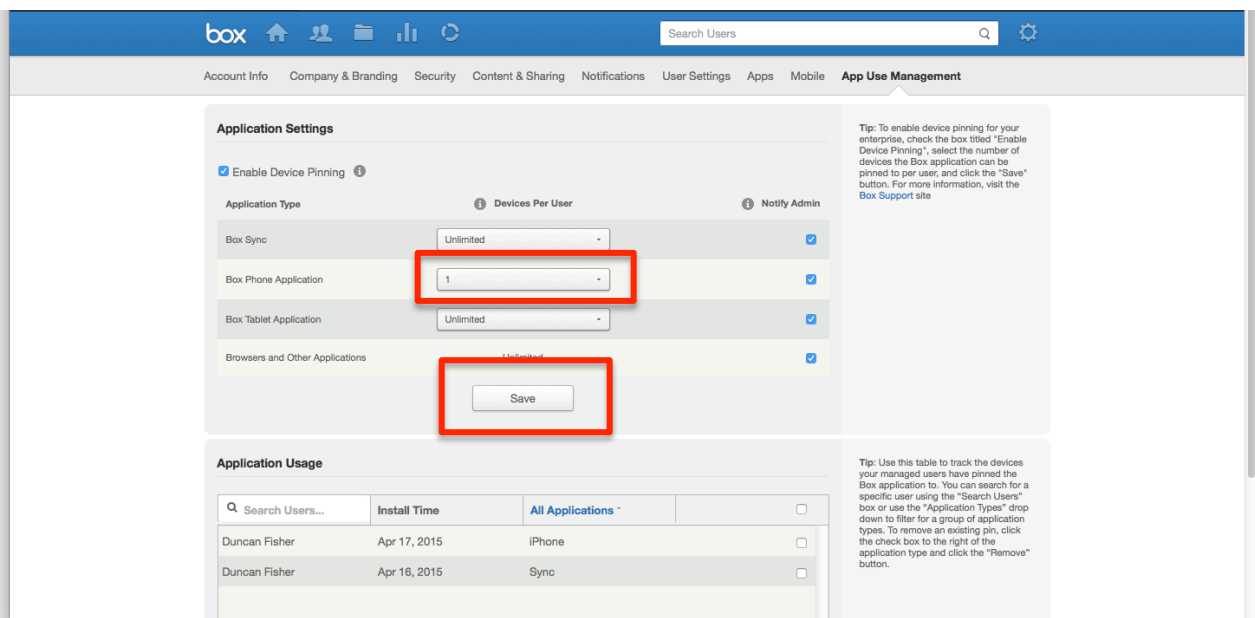 box
Search Users
Account Info Company & Branding Security Content & Sharing Notifications User Settings Apps Mobile App Use Management
Application Settings
Enable Device Pinning
Application Type Devices Per User Notify Admin
Box Sync Unlimited
Box Phone Application 1
Box Tablet Application Unlimited
Browsers and Other Applications Unlimited
Save
Tip: To enable device pinning for your
enterprise, check the box titled "Enable
Device Pinning", select the number of
devices the Box application can be
pinned to per user, and click the "Save"
button. For more information, visit the
Box Support site
Application Usage
Search Users... Install Time All Applications
Duncan Fisher Apr 17, 2015 iPhone
Duncan Fisher Apr 16, 2015 Sync
Tip: Use this table to track the devices
your managed users have pinned the
Box application to. You can search for a
specific user using the "Search Users"
box or use the "Application Types" drop
down to filter for a group of application
types. To remove an existing pin, click
the check box to the right of the
application type and click the "Remove"
button.